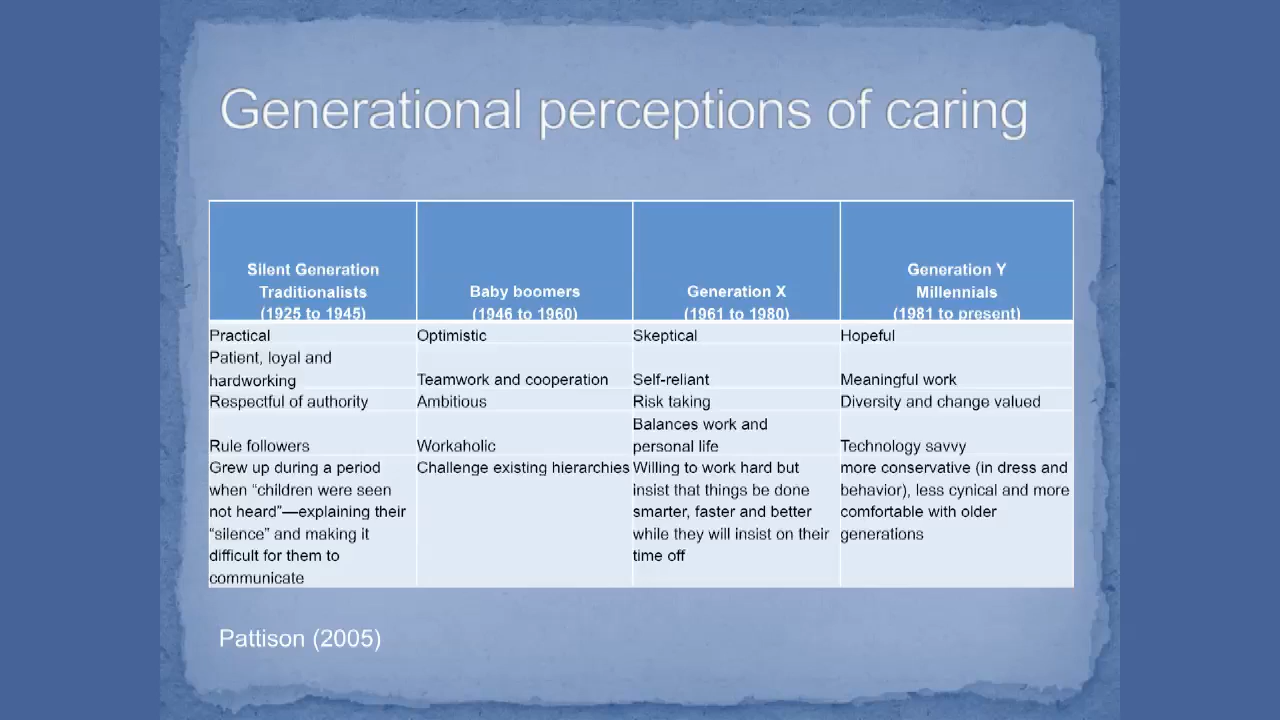 Generational perceptions of caring
Silent Generation
Traditionalists
(1925 to 1945)
Baby boomers
(1946 to 1960)
Generation X
(1961 to 1980)
Generation Y
Millennials
(1981 to present)
Practical
Optimistic
Skeptical
Hopeful
Patient, loyal and
hardworking
Teamwork and cooperation
Self-reliant
Meaningful work
Respectful of authority
Ambitious
Risk taking
Diversity and change valued
Rule followers
Workaholic
Balances work and
personal life
Technology savvy
Grew up during a period
when “children were seen
not heard”—explaining their
“silence” and making it
difficult for them to
communicate
Challenge existing hierarchies
Willing to work hard but
insist that things be done
smarter, faster and better
while they will insist on their
time off
more conservative (in dress and
behavior), less cynical and more
comfortable with older
generations
Pattison (2005)